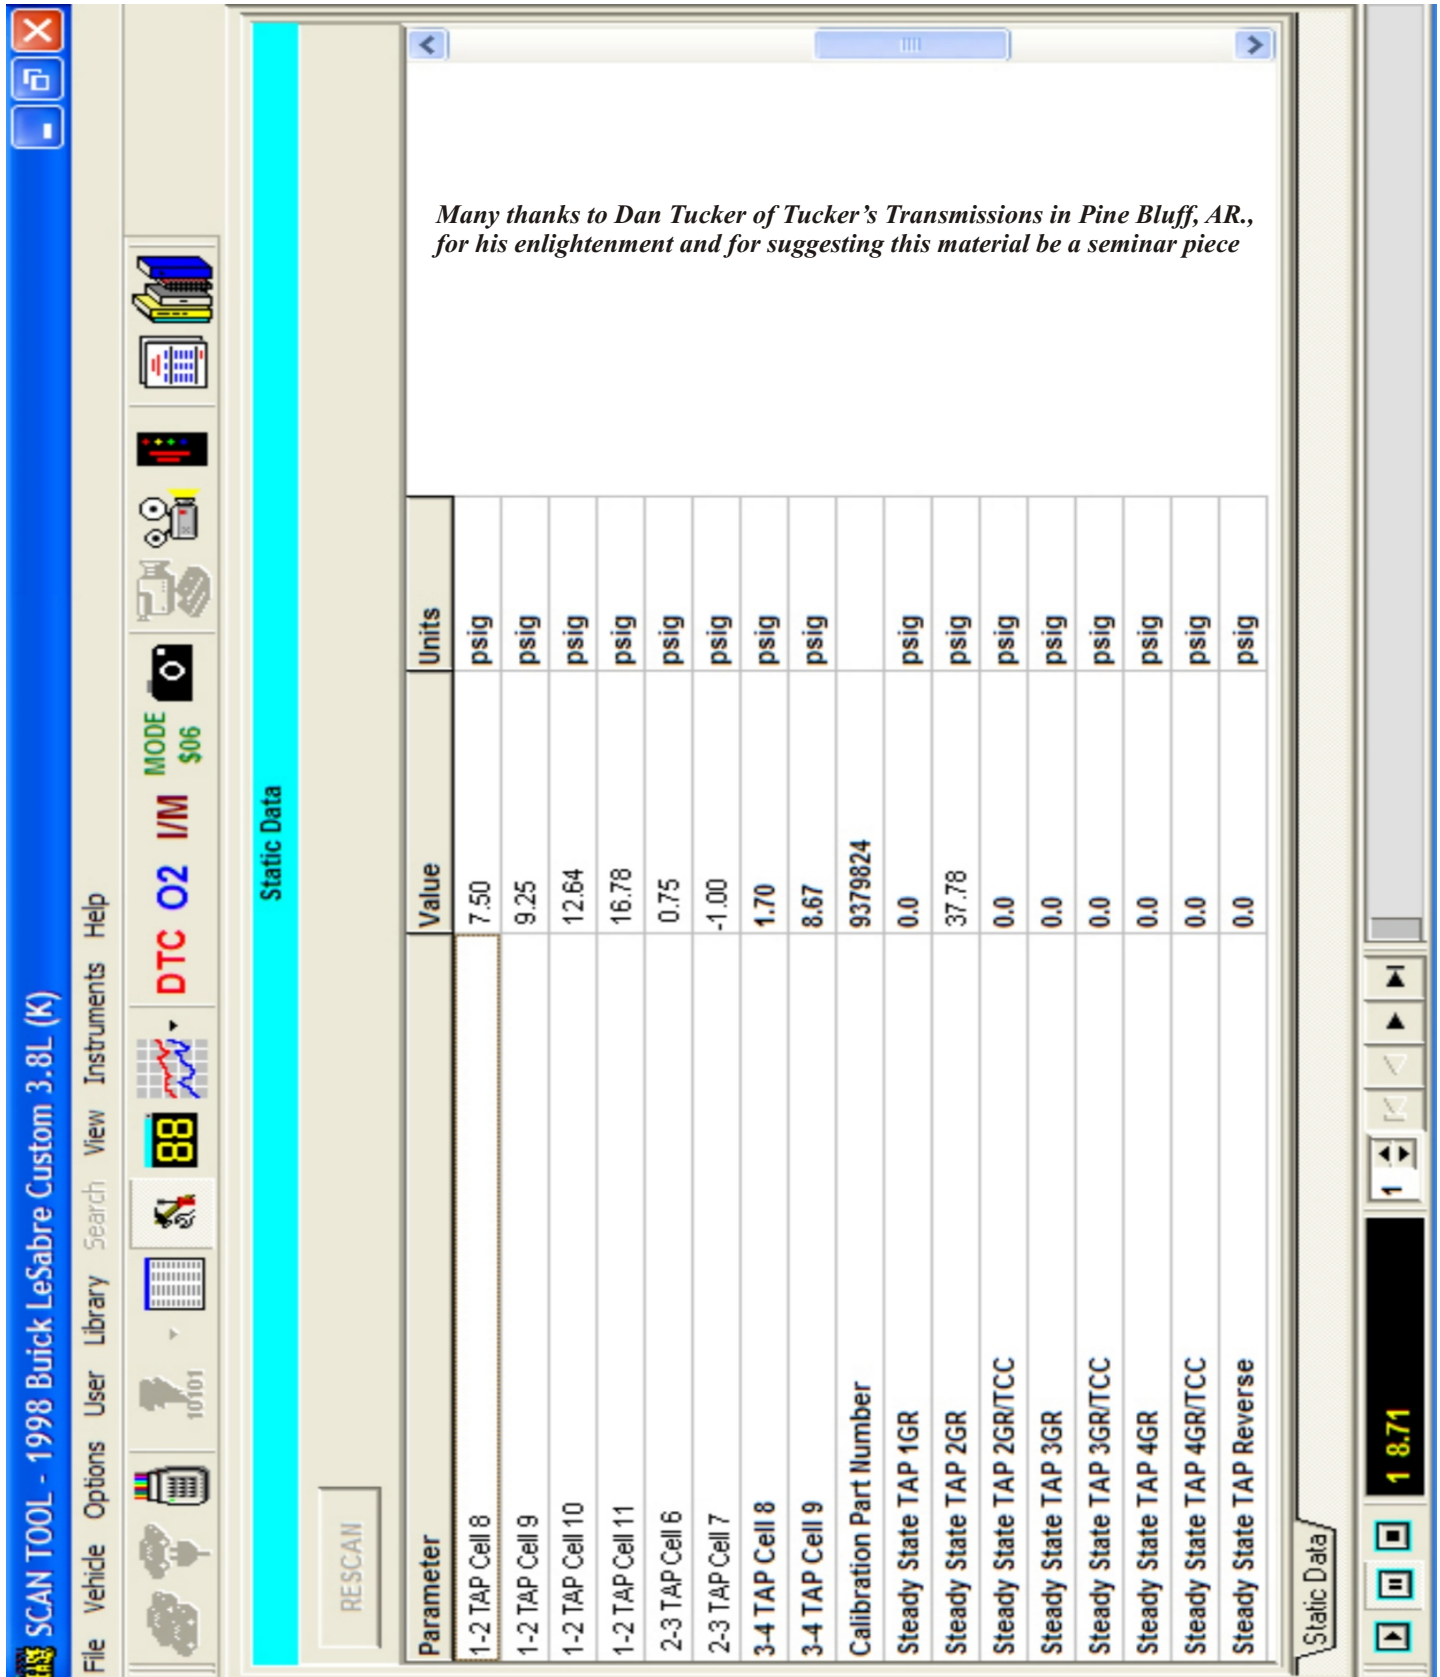 SCAN TOOL - 1998 Buick LeSabre Custom 3.8L (K)
File Vehicle Options User Library Search View Instruments Help
10101 88 DTC O2 I/M MODE $06
Static Data
RESCAN
Parameter Value Units
1-2 TAP Cell 8 7.50 psig
1-2 TAP Cell 9 9.25 psig
1-2 TAP Cell 10 12.64 psig
1-2 TAPCell 11 16.78 psig
2-3 TAP Cell 6 0.75 psig
2-3 TAPCell 7 -1.00 psig
3-4 TAP Cell 8 1.70 psig
3-4 TAP Cell 9 8.67 psig
Calibration Part Number 9379824
Steady State TAP 1GR 0.0 psig
Steady State TAP 2GR 37.78 psig
Steady State TAP 2GR/TCC 0.0 psig
Steady State TAP 3GR 0.0 psig
Steady State TAP 3GR/TCC 0.0 psig
Steady State TAP 4GR 0.0 psig
Steady State TAP 4GR/TCC 0.0 psig
Steady State TAP Reverse 0.0 psig
Many thanks to Dan Tucker of Tucker's Transmissions in Pine Bluff, AR.,
for his enlightenment and for suggesting this material be a seminar piece
Static Data
1 8.71 1